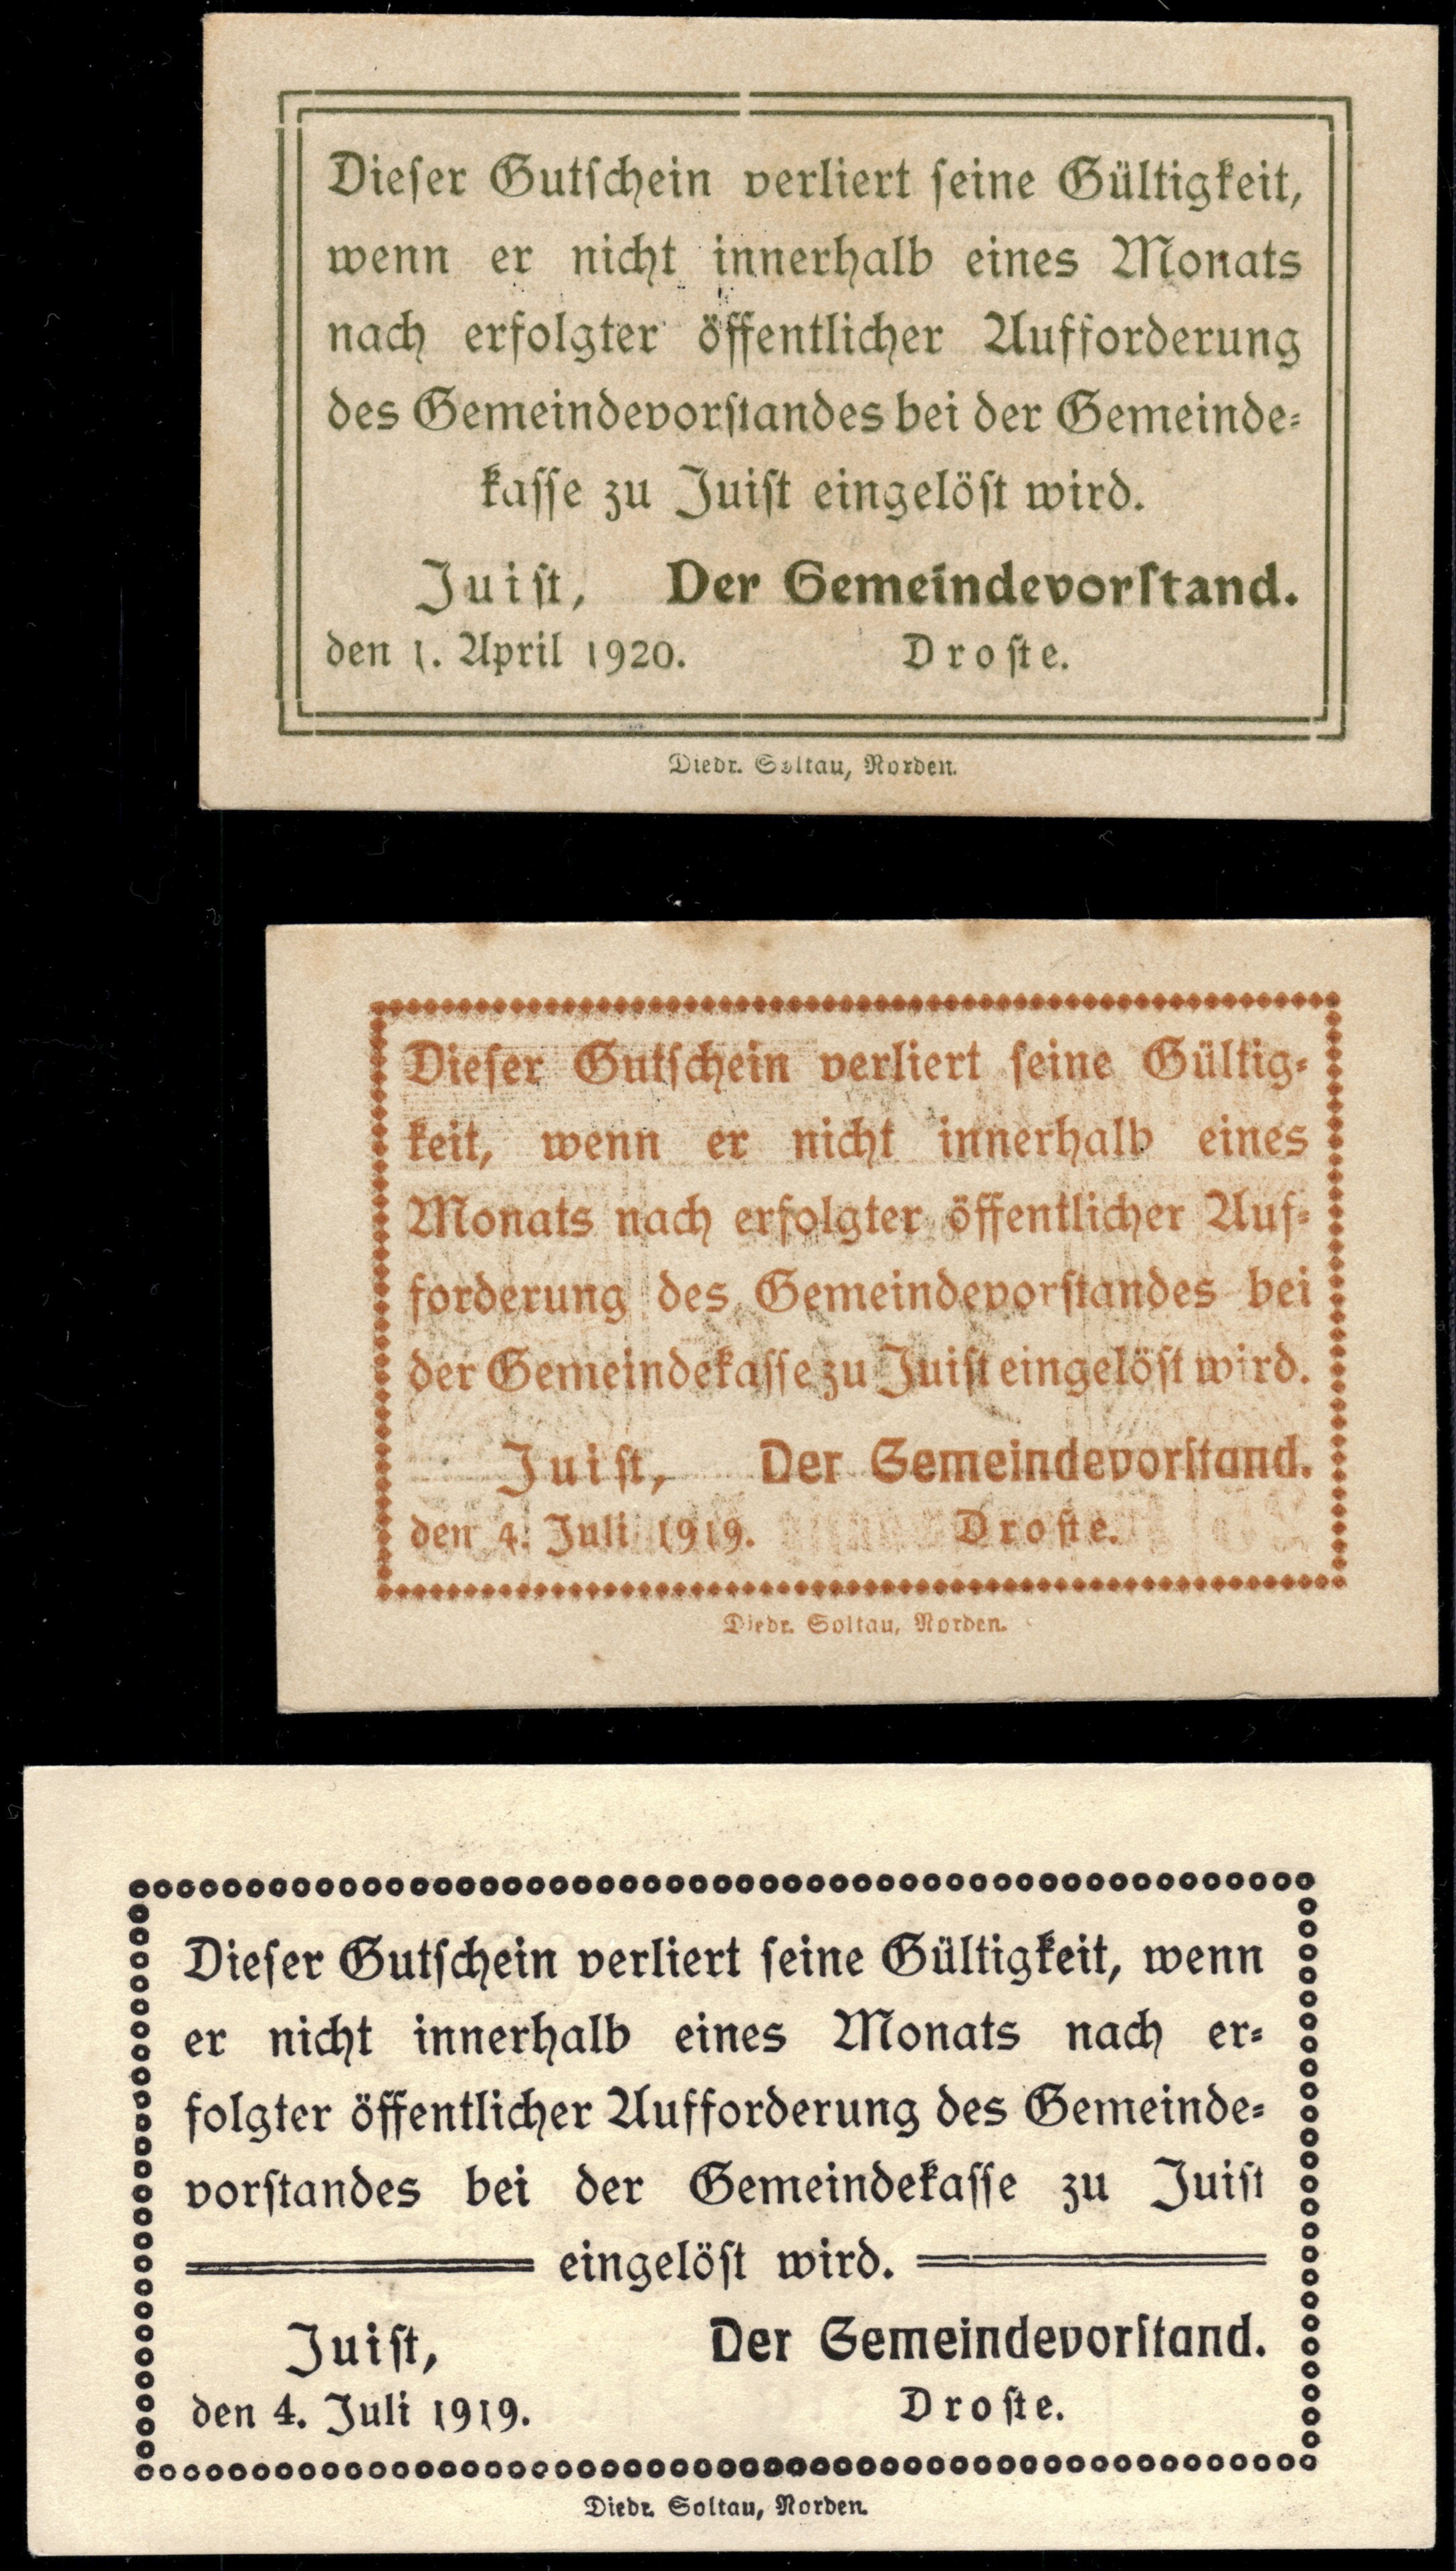 Dieser Gutschein verliert seine Gültigkeit,
wenn er nicht innerhalb eines Monats
nach erfolgter öffentlicher Aufforderung
des Gemeindevorstandes bei der Gemeinde-
kasse zu Juist eingelöst wird.
Juist, Der Gemeindevorstand.
den 1. April 1920. Droste.
Diedr. Soltau, Norden.
Dieser Gutschein verliert seine Gültig-
keit, wenn er nicht innerhalb eines
Monats nach erfolgter öffentlicher Auf-
forderung des Gemeindevorstandes bei
der Gemeindekasse zu Juist eingelöst wird.
Juist, Der Gemeindevorstand.
den 4. Juli 1919. Droste.
Diedr. Soltau, Norden.
Dieser Gutschein verliert seine Gültigkeit, wenn
er nicht innerhalb eines Monats nach er-
folgter öffentlicher Aufforderung des Gemeinde-
vorstandes bei der Gemeindekasse zu Juist
eingelöst wird.
Juist, Der Gemeindevorstand.
den 4. Juli 1919. Droste.
Diedr. Soltau, Norden.